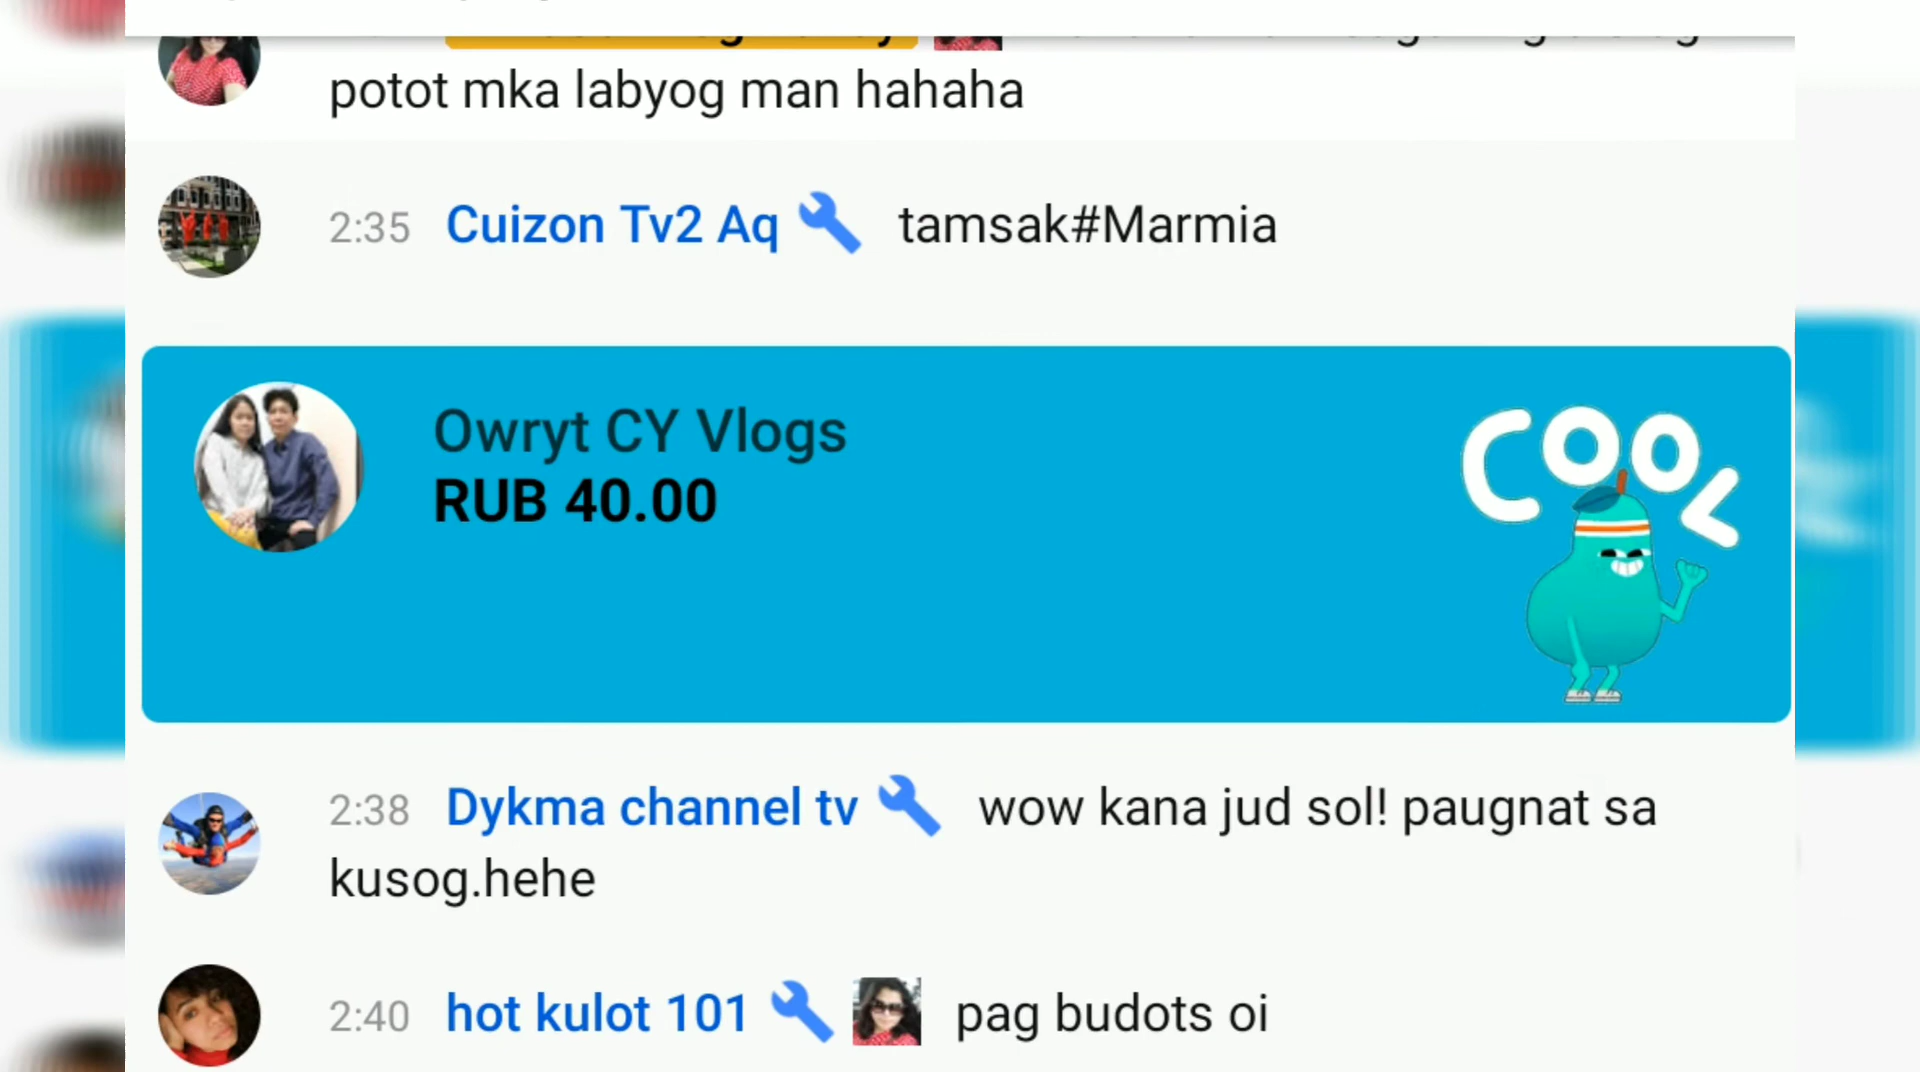 potot mka labyog man hahaha
2:35 Cuizon Tv2 Aq tamsak#Marmia
Owryt CY Vlogs
RUB 40.00
COOL
2:38 Dykma channel tv wow kana jud sol! paugnat sa
kusog.hehe
2:40 hot kulot 101 pag budots oi